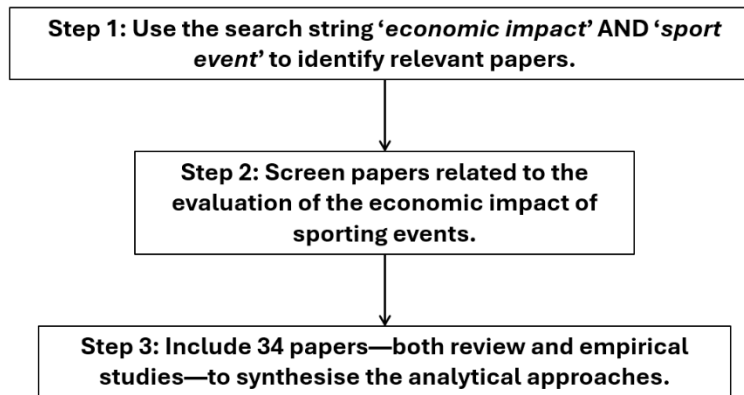 Step 1: Use the search string ‘economic impact’ AND ‘sport
event’ to identify relevant papers.
Step 2: Screen papers related to the
evaluation of the economic impact of
sporting events.
Step 3: Include 34 papers—both review and empirical
studies—to synthesise the analytical approaches.